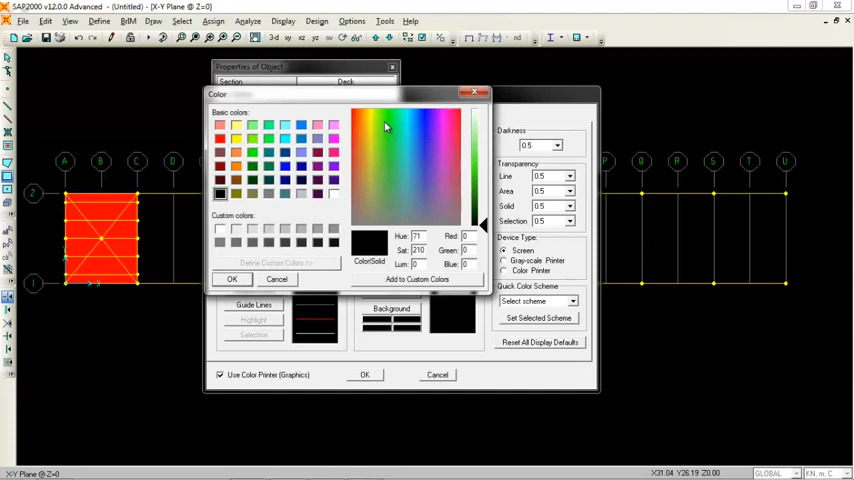 SAP2000 v12.0.0 Advanced - (Untitled) - [X-Y Plane @ Z=0]
File Edit View Define BrIM Draw Select Assign Analyze Display Design Options Tools Help
3-d xy xz yz nv
nd
Properties of Object
Section Deck
Color
Basic colors:
Custom colors:
Define Custom Colors >>
OK Cancel
Color|Solid
Hue: 71 Red: 0
Sat: 210 Green: 0
Lum: 0 Blue: 0
Add to Custom Colors
Darkness
0.5
Transparency
Line 0.5
Area 0.5
Solid 0.5
Selection 0.5
Device Type:
Screen
Gray-scale Printer
Color Printer
Quick Color Scheme
Select scheme
Set Selected Scheme
Reset All Display Defaults
Guide Lines
Highlight
Selection
Background
Use Color Printer (Graphics)
OK Cancel
A B C D P Q R S T U
2
1
Y
X
X-Y Plane @ Z=0
X31.04 Y26.19 Z0.00
GLOBAL
KN, m, C